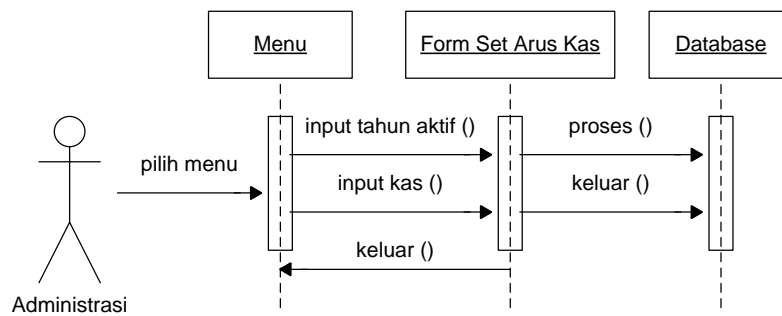 Menu
Form Set Arus Kas
Database
input tahun aktif ()
proses ()
pilih menu
input kas ()
keluar ()
keluar ()
Administrasi